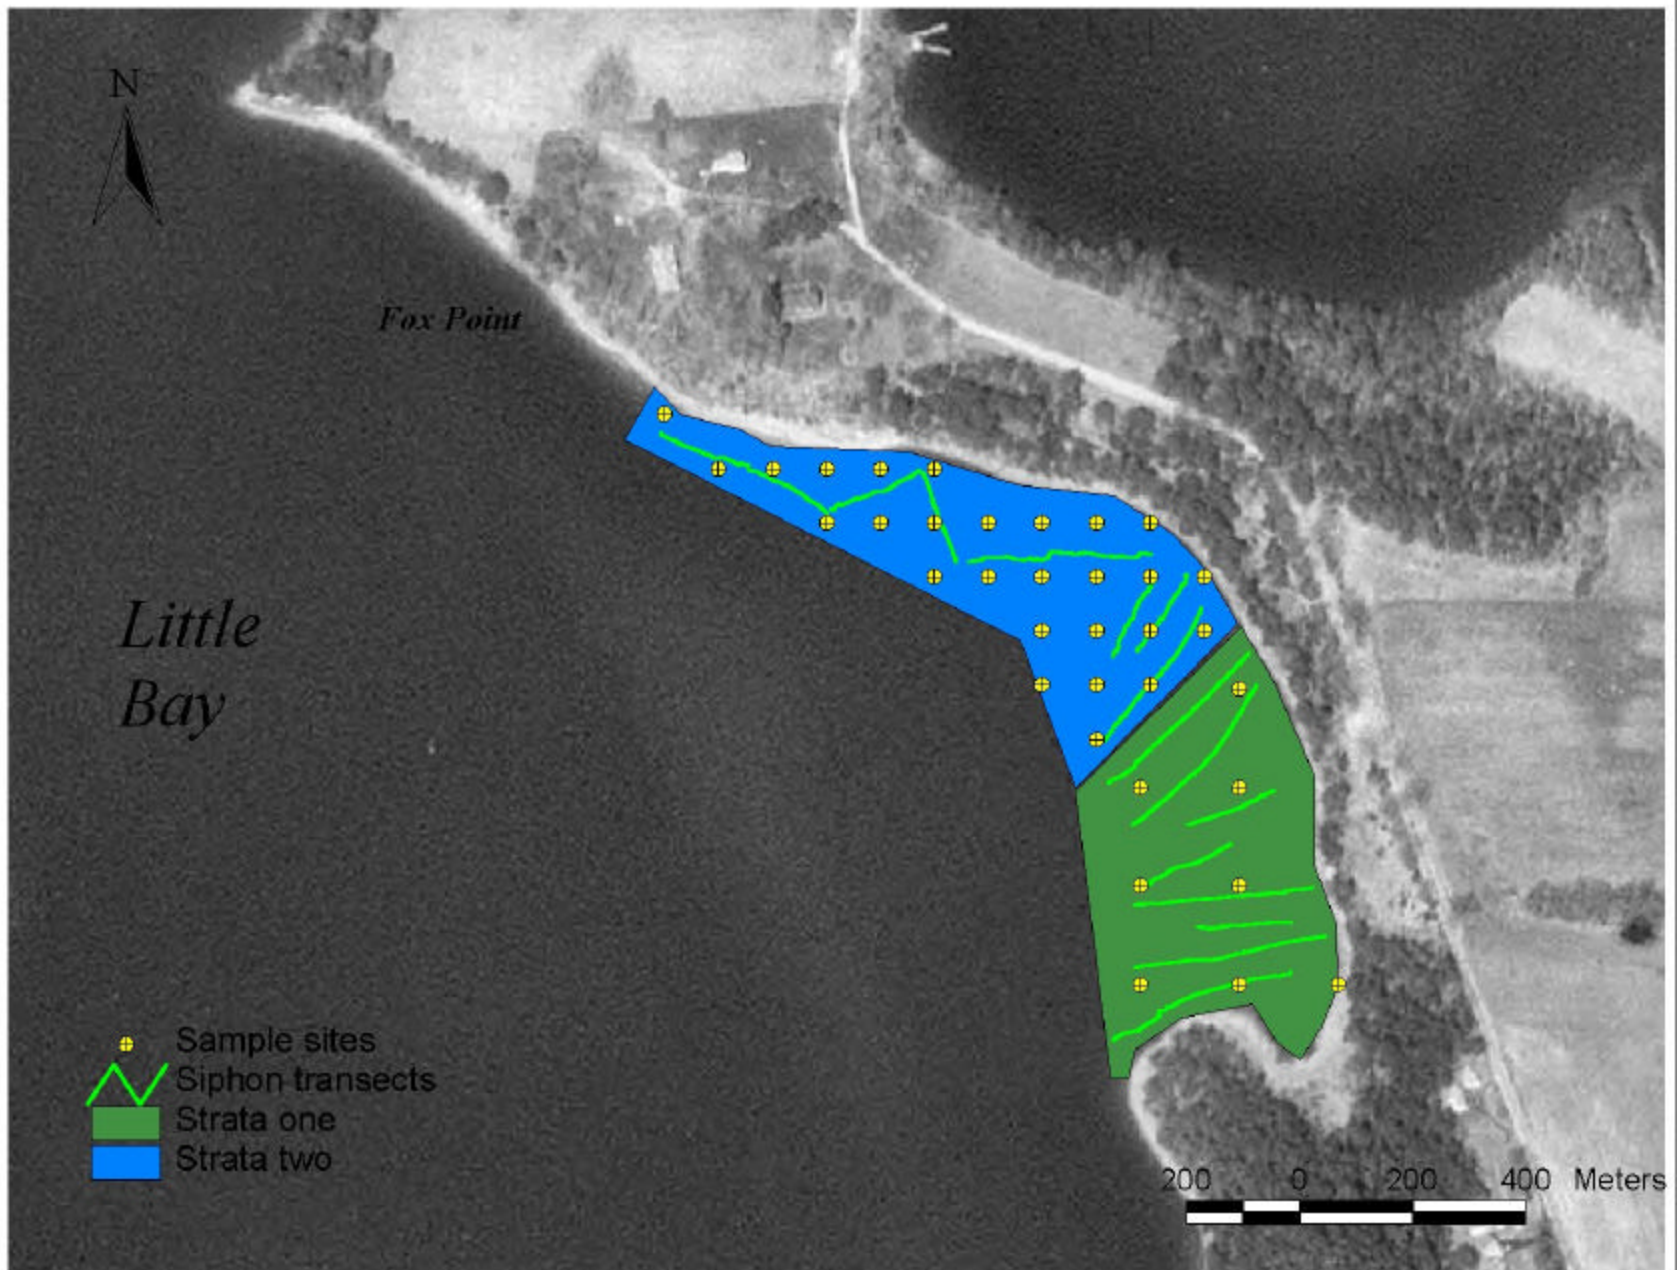 N
Fox Point
Little
Bay
Sample sites
Siphon transects
Strata one
Strata two
200 0 200 400 Meters